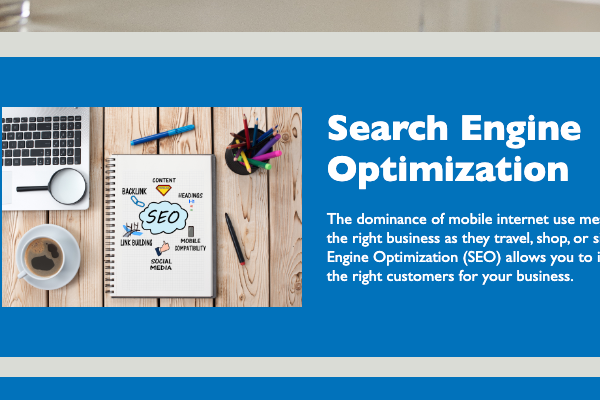 Search Engine
Optimization
The dominance of mobile internet use
the right business as they travel, shop, or
Engine Optimization (SEO) allows you to
the right customers for your business.
CONTENT
BACKLINK
HEADINGS
SEO
LINK BUILDING
MOBILE
COMPATIBILITY
SOCIAL
MEDIA